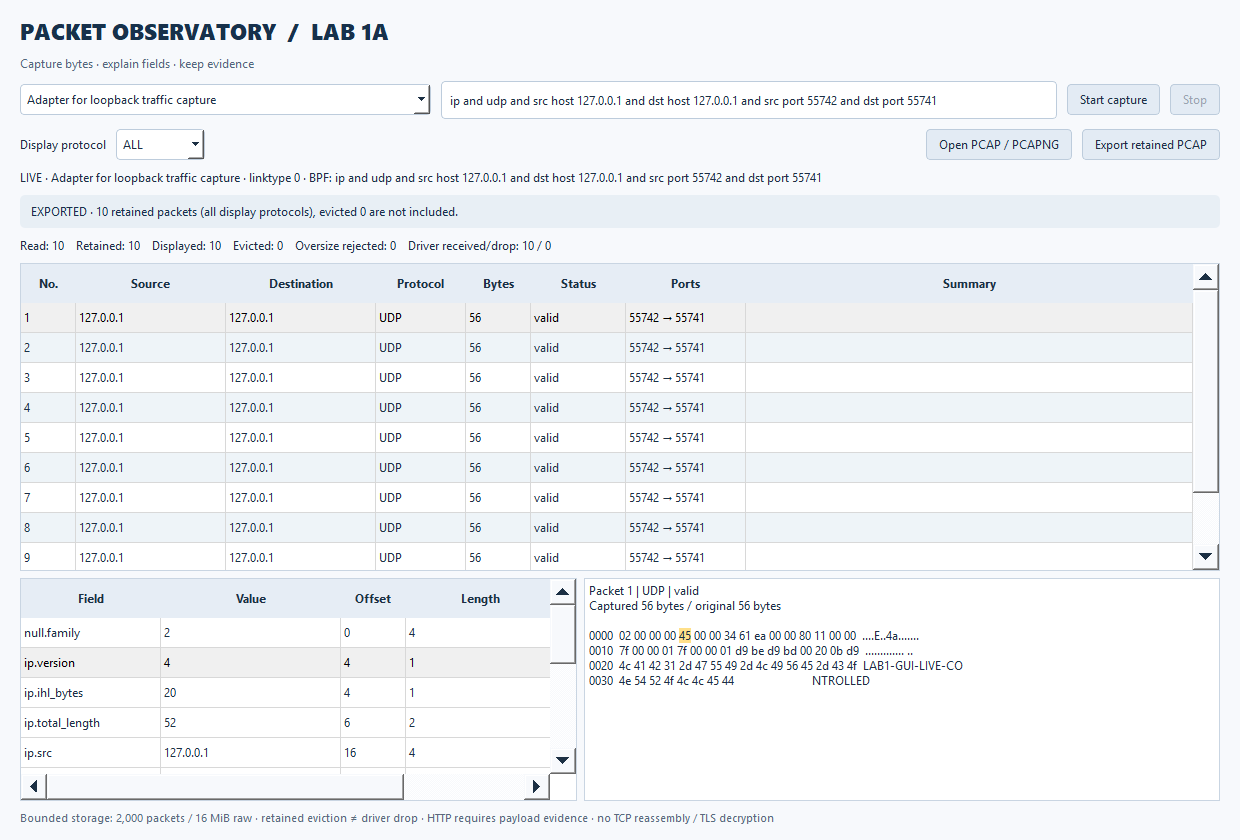 PACKET OBSERVATORY / LAB 1A
Capture bytes · explain fields · keep evidence
Adapter for loopback traffic capture
ip and udp and src host 127.0.0.1 and dst host 127.0.0.1 and src port 55742 and dst port 55741
Start capture
Stop
Display protocol
ALL
Open PCAP / PCAPNG
Export retained PCAP
LIVE · Adapter for loopback traffic capture · linktype 0 · BPF: ip and udp and src host 127.0.0.1 and dst host 127.0.0.1 and src port 55742 and dst port 55741
EXPORTED · 10 retained packets (all display protocols), evicted 0 are not included.
Read: 10 Retained: 10 Displayed: 10 Evicted: 0 Oversize rejected: 0 Driver received/drop: 10 / 0
No. Source Destination Protocol Bytes Status Ports Summary
1 127.0.0.1 127.0.0.1 UDP 56 valid 55742 → 55741
2 127.0.0.1 127.0.0.1 UDP 56 valid 55742 → 55741
3 127.0.0.1 127.0.0.1 UDP 56 valid 55742 → 55741
4 127.0.0.1 127.0.0.1 UDP 56 valid 55742 → 55741
5 127.0.0.1 127.0.0.1 UDP 56 valid 55742 → 55741
6 127.0.0.1 127.0.0.1 UDP 56 valid 55742 → 55741
7 127.0.0.1 127.0.0.1 UDP 56 valid 55742 → 55741
8 127.0.0.1 127.0.0.1 UDP 56 valid 55742 → 55741
9 127.0.0.1 127.0.0.1 UDP 56 valid 55742 → 55741
Field Value Offset Length
null.family 2 0 4
ip.version 4 4 1
ip.ihl_bytes 20 4 1
ip.total_length 52 6 2
ip.src 127.0.0.1 16 4
Packet 1 | UDP | valid
Captured 56 bytes / original 56 bytes
0000 02 00 00 00 45 00 00 34 61 ea 00 00 80 11 00 00 ....E..4a.......
0010 7f 00 00 01 7f 00 00 01 d9 be d9 bd 00 20 0b d9 ............. ..
0020 4c 41 42 31 2d 47 55 49 2d 4c 49 56 45 2d 43 4f LAB1-GUI-LIVE-CO
0030 4e 54 52 4f 4c 4c 45 44 NTROLLED
Bounded storage: 2,000 packets / 16 MiB raw · retained eviction ≠ driver drop · HTTP requires payload evidence · no TCP reassembly / TLS decryption